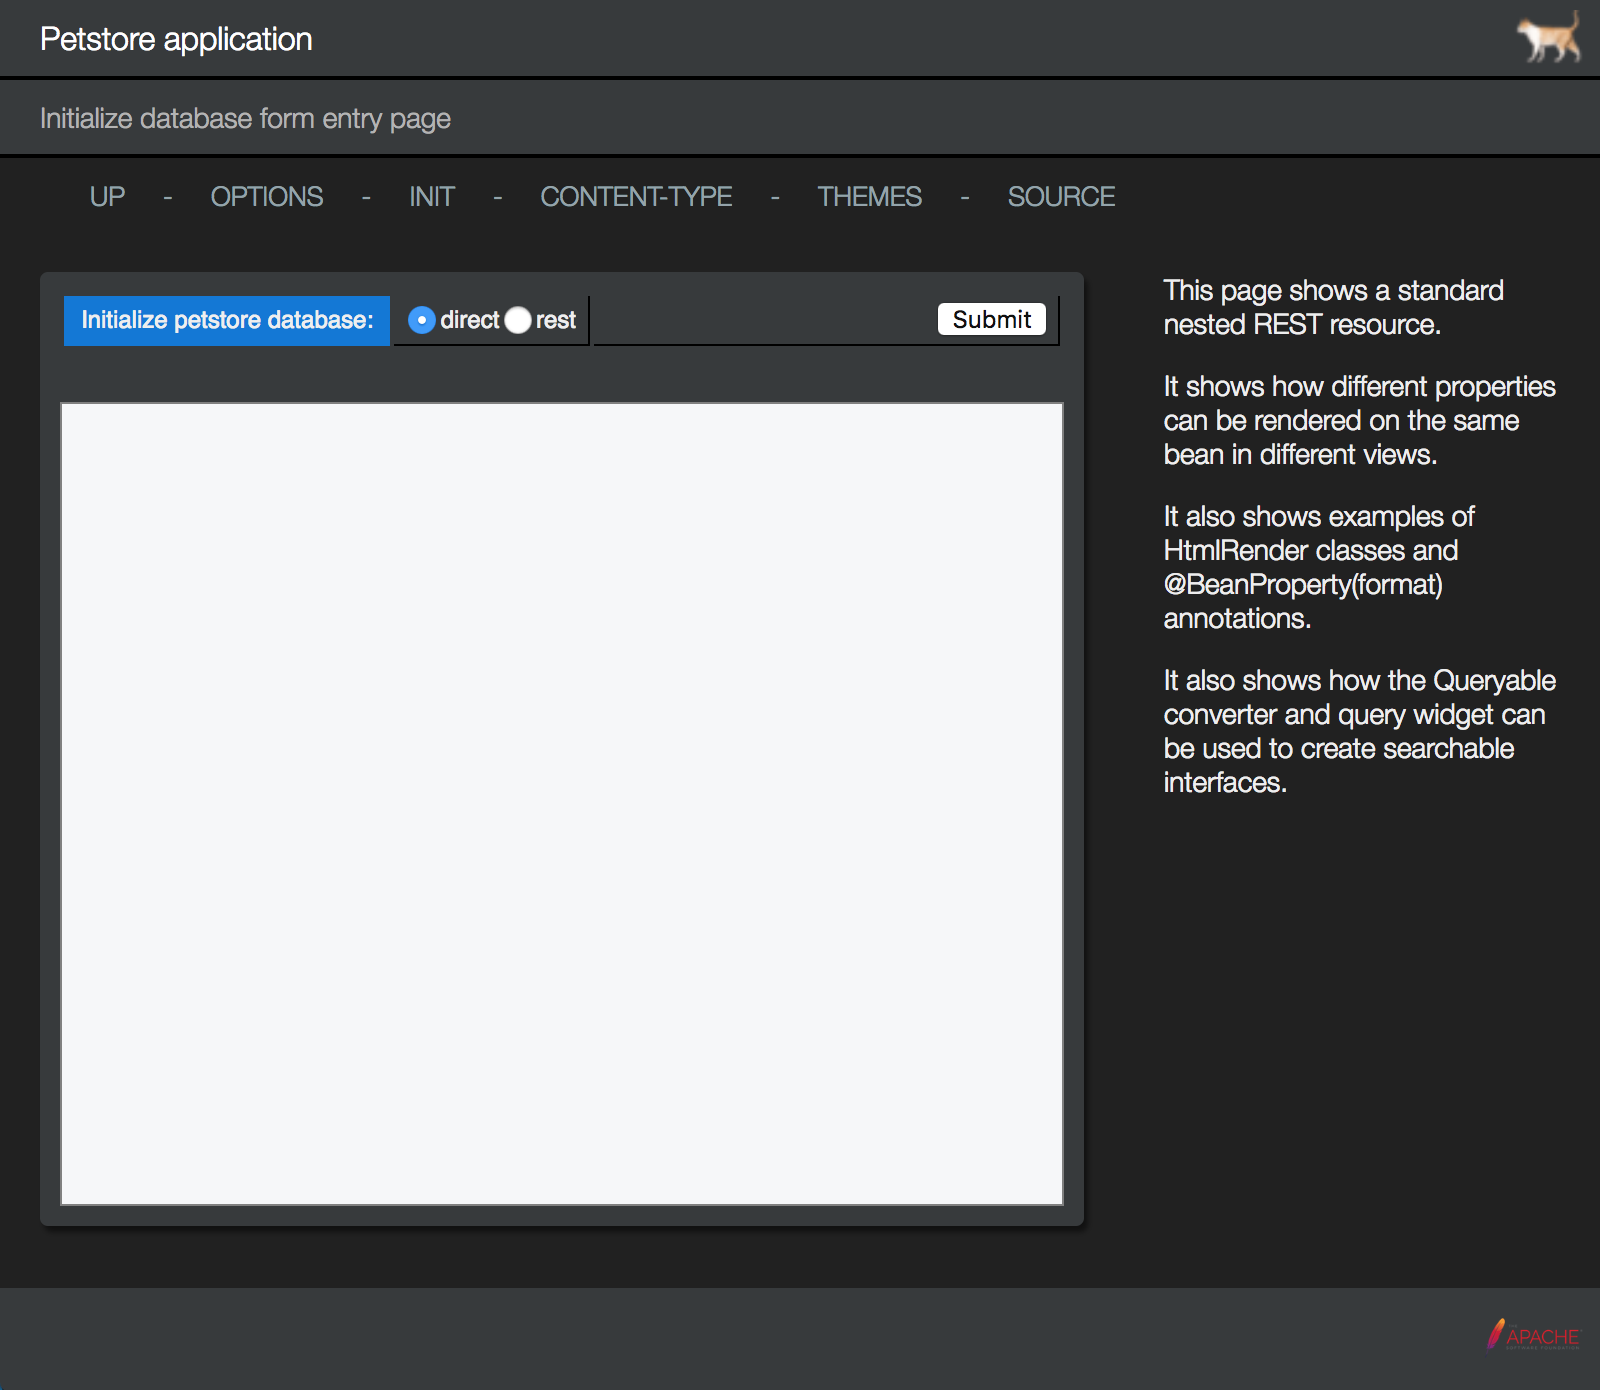 Petstore application
Initialize database form entry page
UP - OPTIONS - INIT - CONTENT-TYPE - THEMES - SOURCE
Initialize petstore database: direct rest Submit
This page shows a standard
nested REST resource.
It shows how different properties
can be rendered on the same
bean in different views.
It also shows examples of
HtmlRender classes and
@BeanProperty(format)
annotations.
It also shows how the Queryable
converter and query widget can
be used to create searchable
interfaces.
APACHE